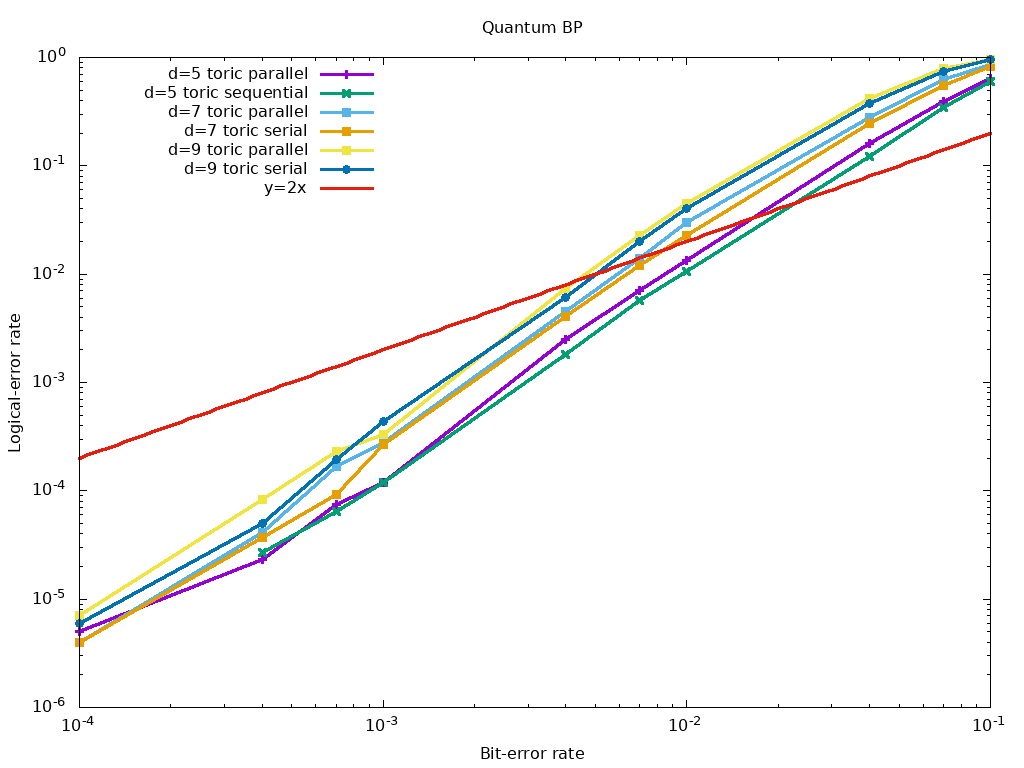 Quantum BP
d=5 toric parallel
d=5 toric sequential
d=7 toric parallel
d=7 toric serial
d=9 toric parallel
d=9 toric serial
y=2x
Logical-error rate
10^0
10^-1
10^-2
10^-3
10^-4
10^-5
10^-6
10^-4 10^-3 10^-2 10^-1
Bit-error rate